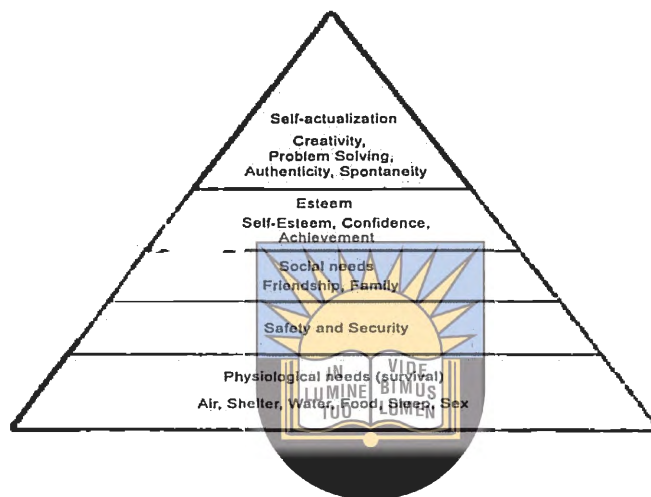 Self-actualization
Creativity,
Problem Solving,
Authenticity, Spontaneity
Esteem
Self-Esteem, Confidence,
Achievement
Social needs
Friendship, Family
Safety and Security
Physiological needs (survival)
Air, Shelter, Water, Food, Sleep, Sex
IN
LUMINE
TUO
VIDE
BIMUS
LUMEN